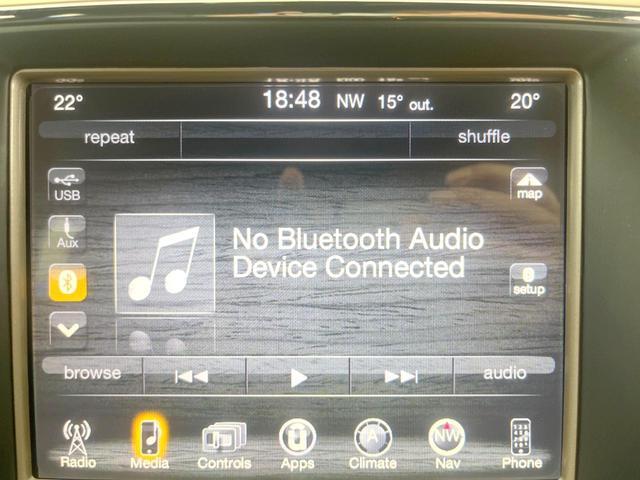 22° 18:48 NW 15° out. 20°
repeat shuffle
USB
map
Aux
No Bluetooth Audio
Device Connected
setup
browse audio
A NW
Radio Media Controls Apps Climate Nav Phone